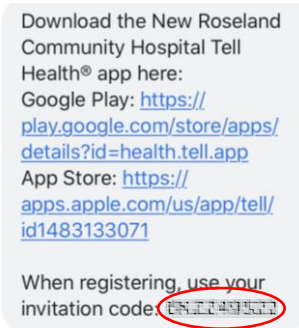 Download the New Roseland
Community Hospital Tell
Health® app here:
Google Play: https://
play.google.com/store/apps/
details?id=health.tell.app
App Store: https://
apps.apple.com/us/app/tell/
id1483133071
When registering, use your
invitation code: